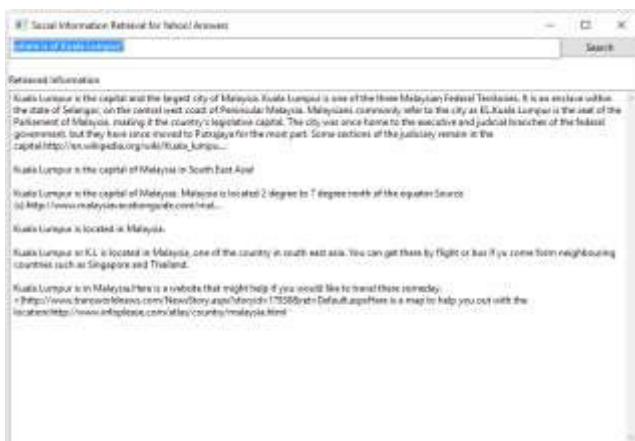 Social Information Retrieval for Yahoo! Answers
where is of Kuala Lumpur?
Search
Retrieved Information
Kuala Lumpur is the capital and the largest city of Malaysia. Kuala Lumpur is one of the three Malaysian Federal Territories. It is an enclave within
the state of Selangor, on the central west coast of Peninsular Malaysia. Malaysians commonly refer to the city as KL.Kuala Lumpur is the seat of the
Parliament of Malaysia, making it the country's legislative capital. The city was once home to the executive and judicial branches of the federal
government, but they have since moved to Putrajaya for the most part. Some sections of the judiciary remain in the
capital.http://en.wikipedia.org/wiki/Kuala_lumpu...
Kuala Lumpur is the capital of Malaysia in South East Asia!
Kuala Lumpur is the capital of Malaysia. Malaysia is located 2 degree to 7 degree north of the equator.Source
(s):http://www.malaysiavacationguide.com/mal...
Kuala Lumpur is located in Malaysia.
Kuala Lumpur or K.L is located in Malaysia, one of the country in south east asia. You can get there by flight or bus if yu come form neighbouring
countries such as Singapore and Thailand.
Kuala Lumpur is in Malaysia.Here is a website that might help if you would like to travel there someday.
Here is a map to help you out with the
location:http://www.infoplease.com/atlas/country/malaysia.html